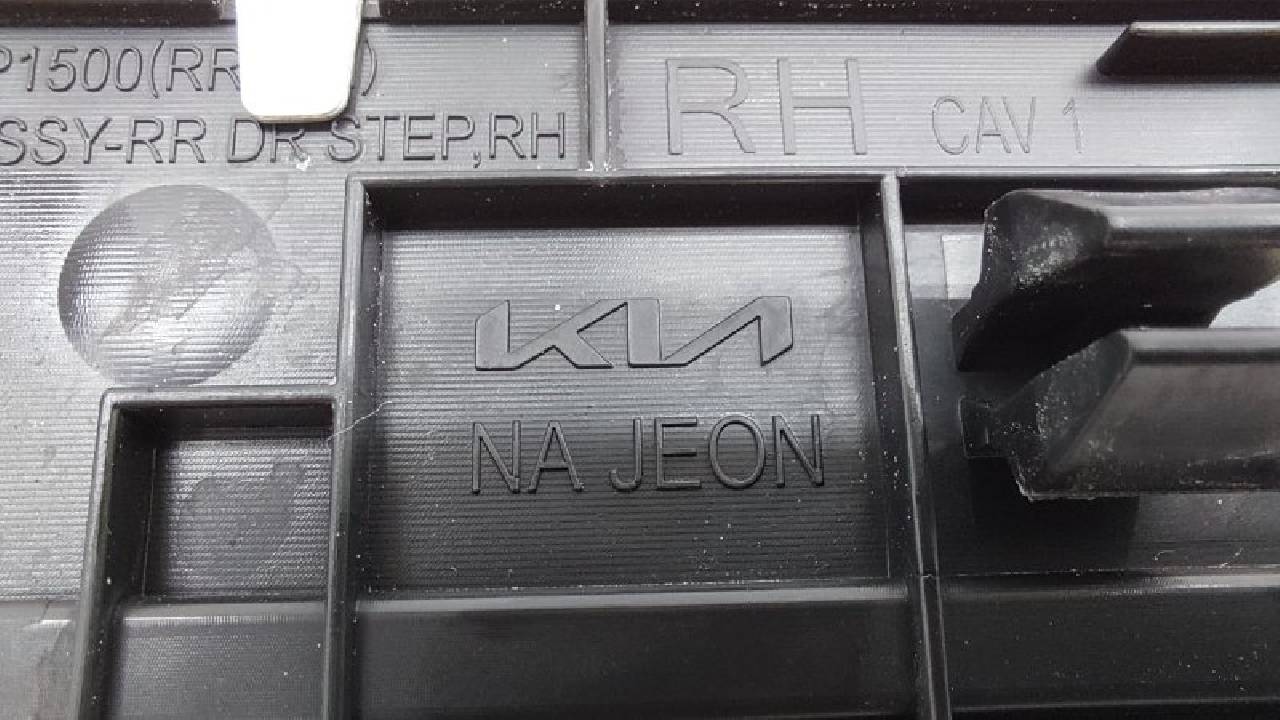 P1500(RR
SSY-RR DR STEP,RH
RH CAV 1
KIA
NA JEON